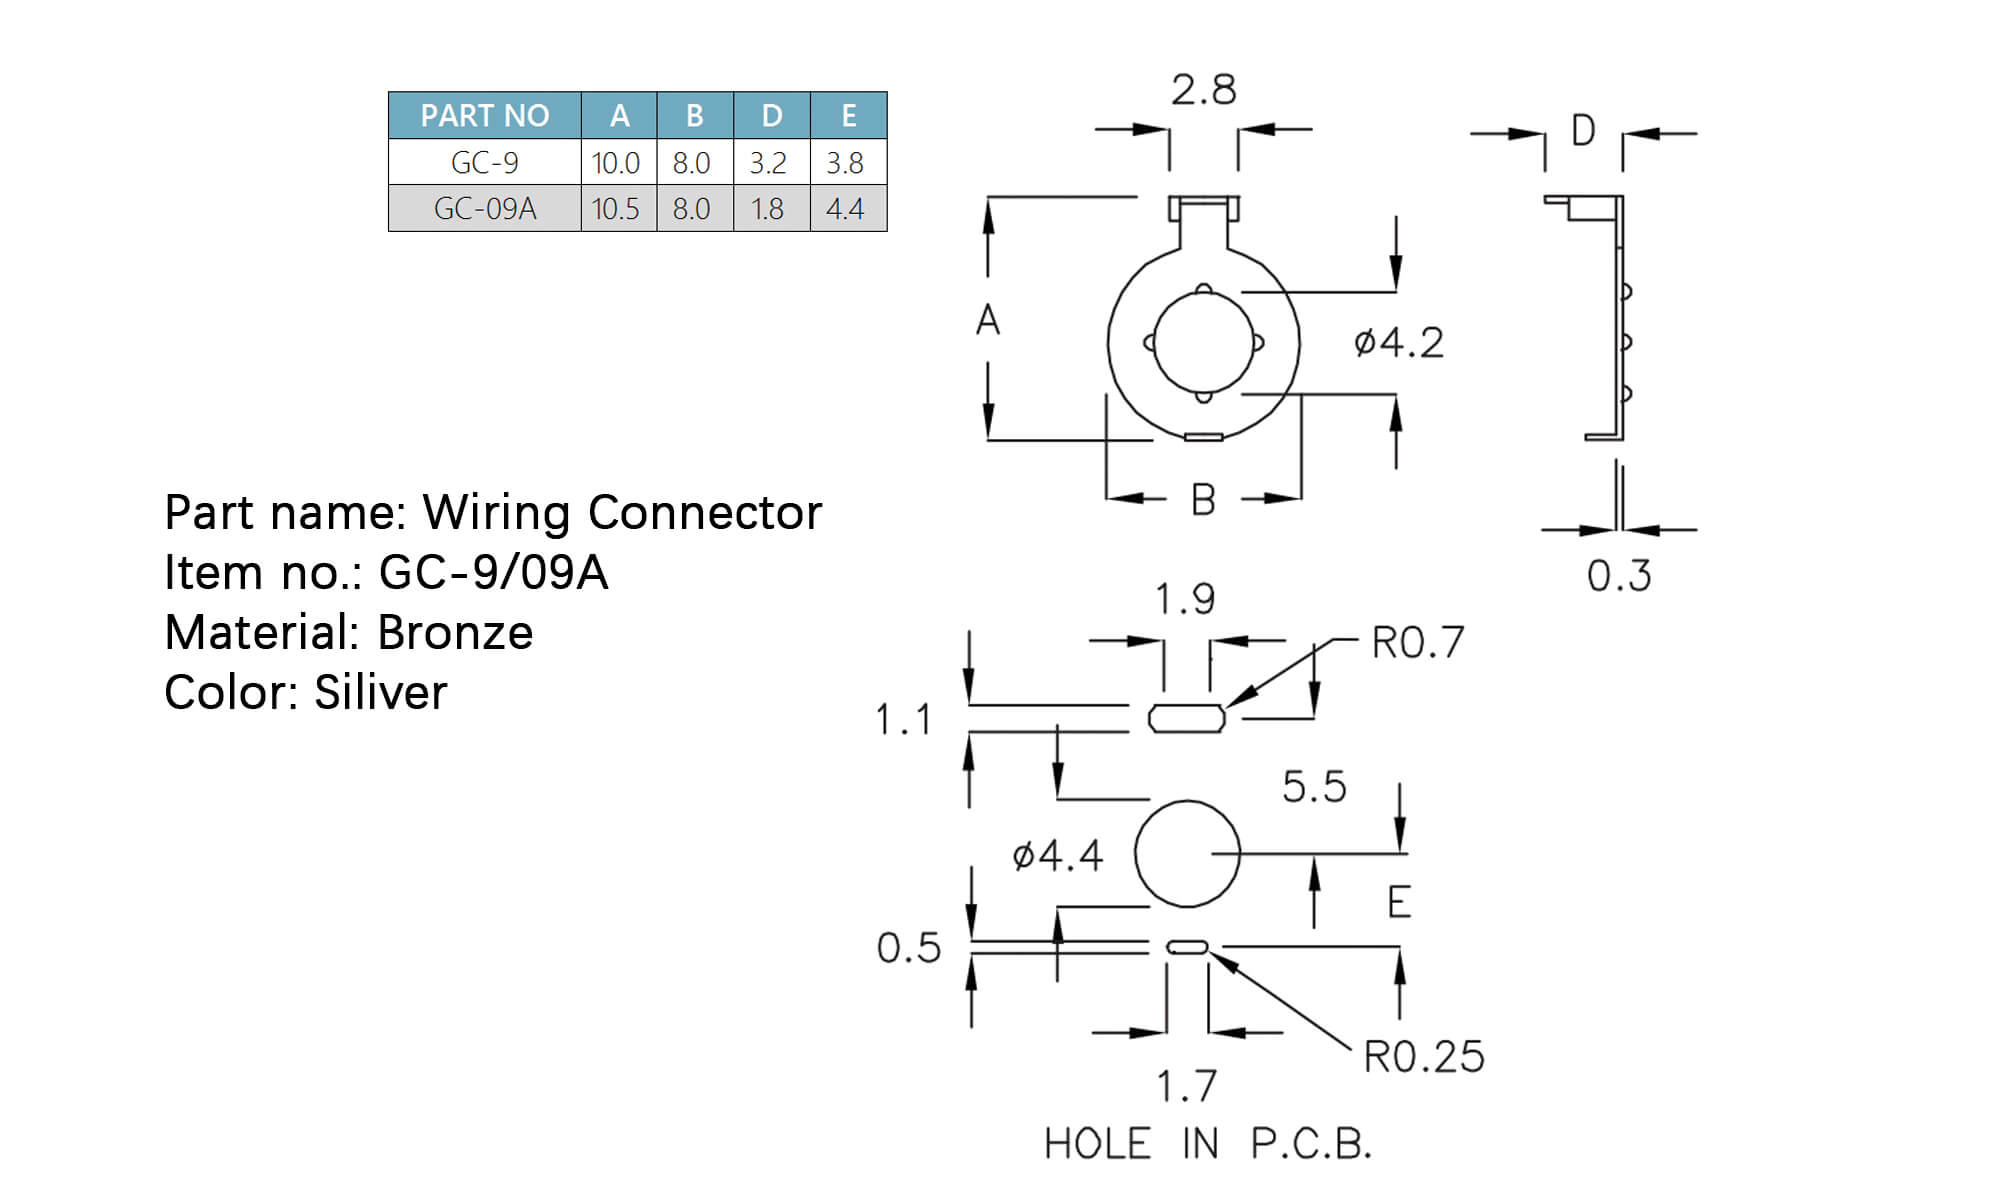 PART NO A B D E
GC-9 10.0 8.0 3.2 3.8
GC-09A 10.5 8.0 1.8 4.4
Part name: Wiring Connector
Item no.: GC-9/09A
Material: Bronze
Color: Siliver
2.8
D
A
ø4.2
B
0.3
1.9
R0.7
1.1
5.5
ø4.4
E
0.5
R0.25
1.7
HOLE IN P.C.B.